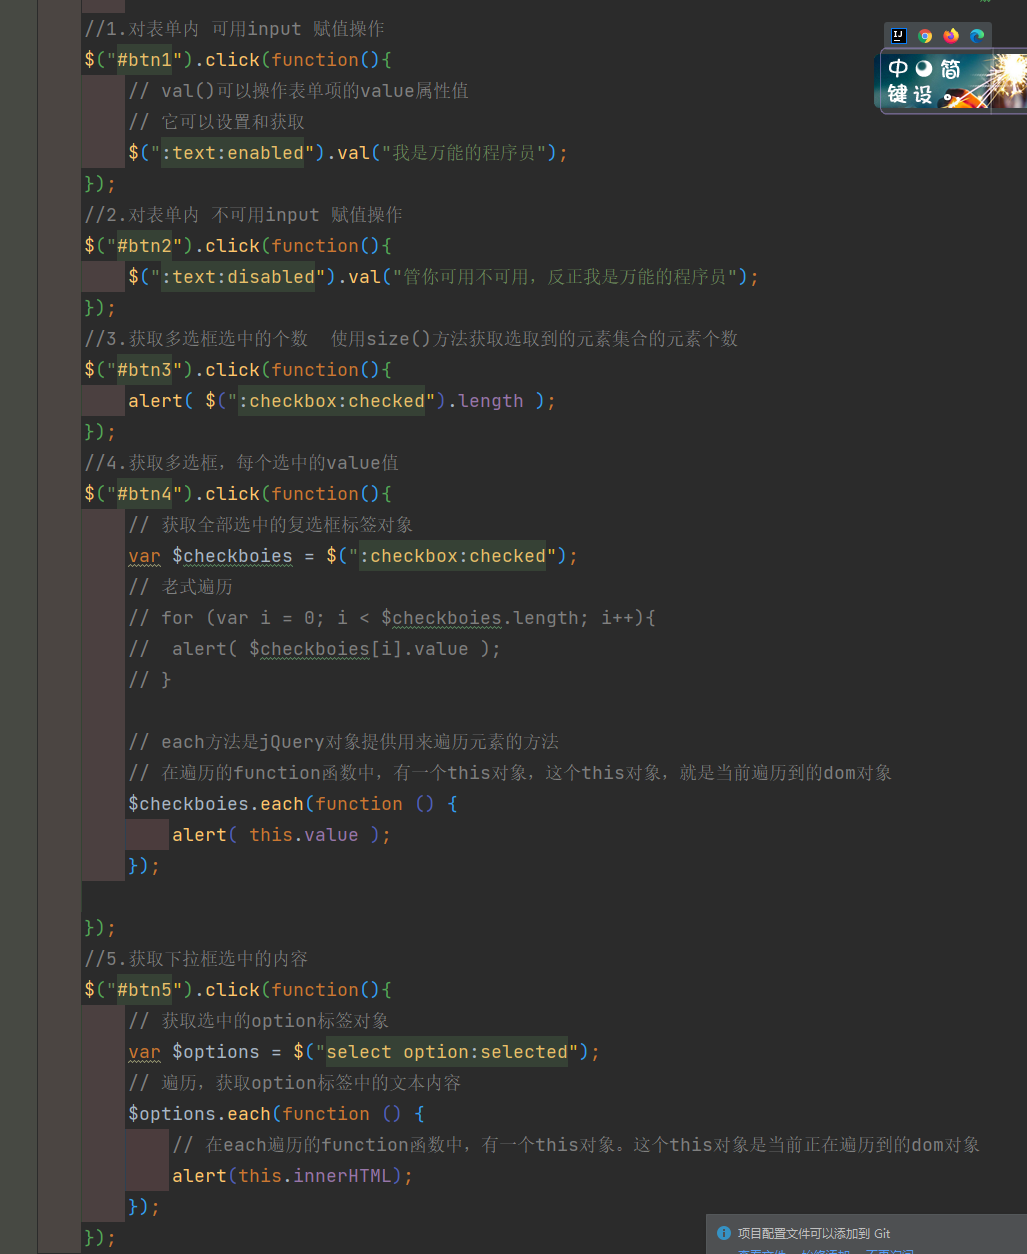 //1.对表单内 可用input 赋值操作
$("#btn1").click(function(){
// val()可以操作表单项的value属性值
// 它可以设置和获取
$(":text:enabled").val("我是万能的程序员");
});
//2.对表单内 不可用input 赋值操作
$("#btn2").click(function(){
$(":text:disabled").val("管你可用不可用，反正我是万能的程序员");
});
//3.获取多选框选中的个数  使用size()方法获取选取到的元素集合的元素个数
$("#btn3").click(function(){
alert( $(":checkbox:checked").length );
});
//4.获取多选框，每个选中的value值
$("#btn4").click(function(){
// 获取全部选中的复选框标签对象
var $checkboies = $(":checkbox:checked");
// 老式遍历
// for (var i = 0; i < $checkboies.length; i++){
//  alert( $checkboies[i].value );
// }
// each方法是jQuery对象提供用来遍历元素的方法
// 在遍历的function函数中，有一个this对象，这个this对象，就是当前遍历到的dom对象
$checkboies.each(function () {
alert( this.value );
});
});
//5.获取下拉框选中的内容
$("#btn5").click(function(){
// 获取选中的option标签对象
var $options = $("select option:selected");
// 遍历，获取option标签中的文本内容
$options.each(function () {
// 在each遍历的function函数中，有一个this对象。这个this对象是当前正在遍历到的dom对象
alert(this.innerHTML);
});
});
IJ
中 简
键 设
项目配置文件可以添加到 Git